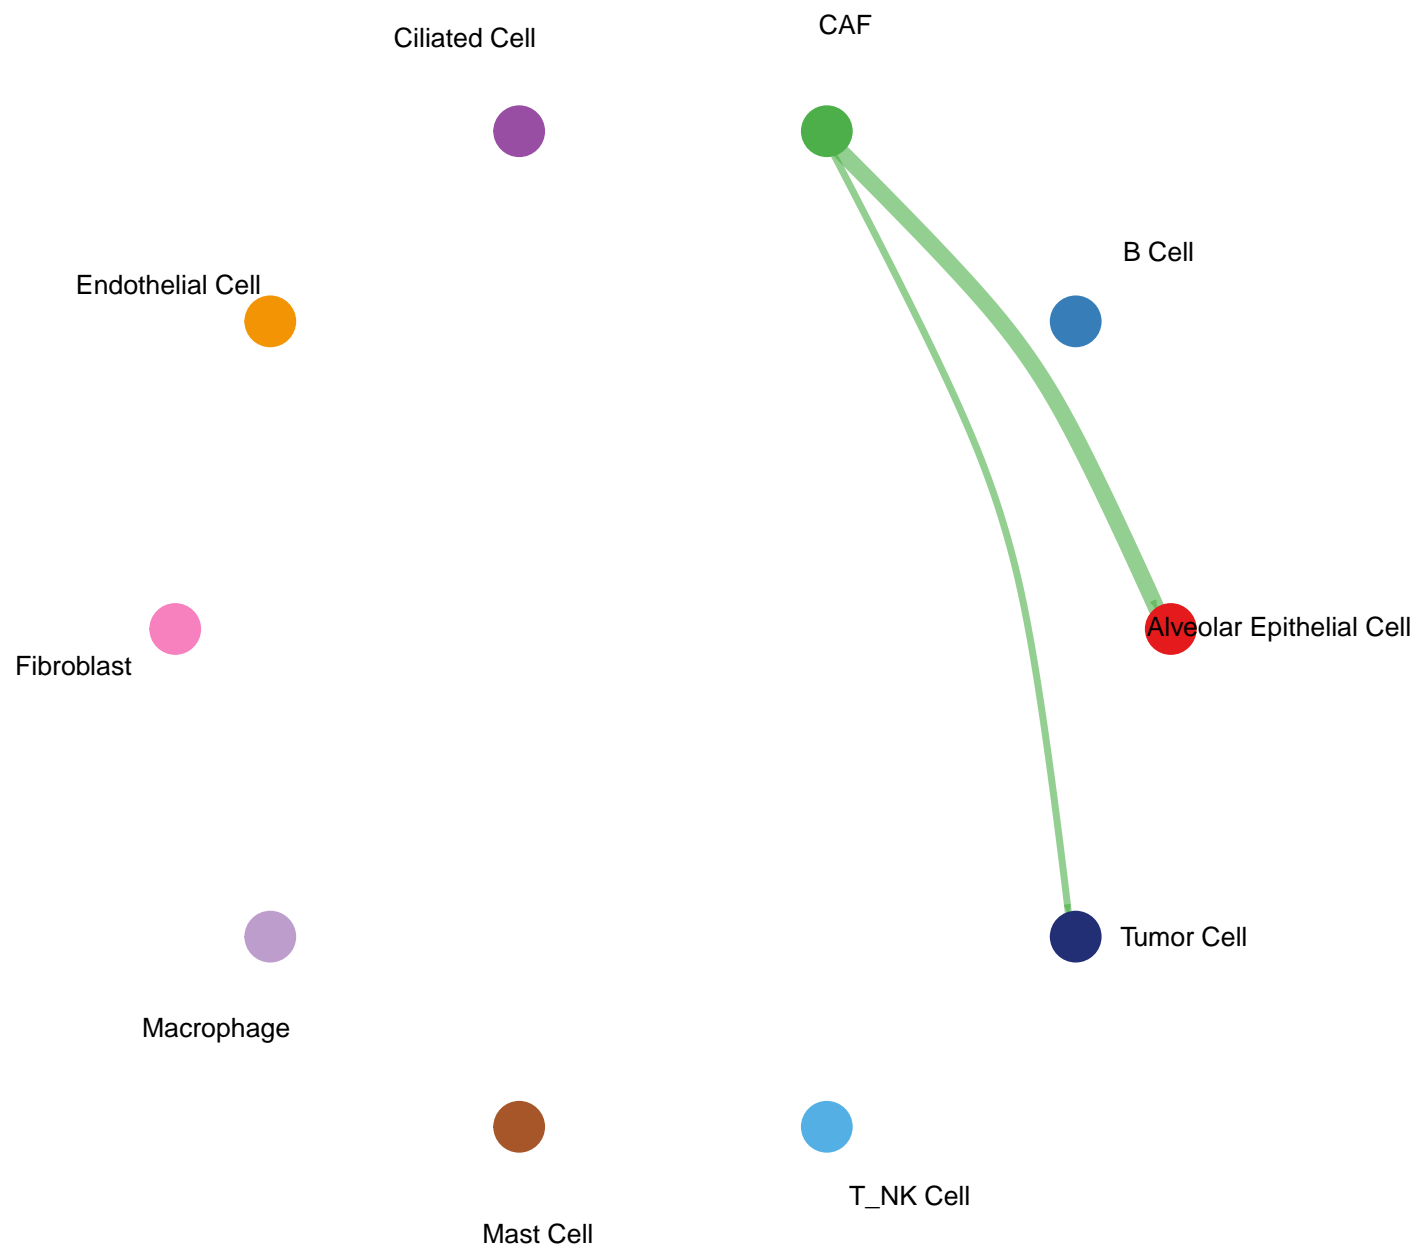 CAF
Ciliated Cell
B Cell
Endothelial Cell
Alveolar Epithelial Cell
Fibroblast
Tumor Cell
Macrophage
T_NK Cell
Mast Cell